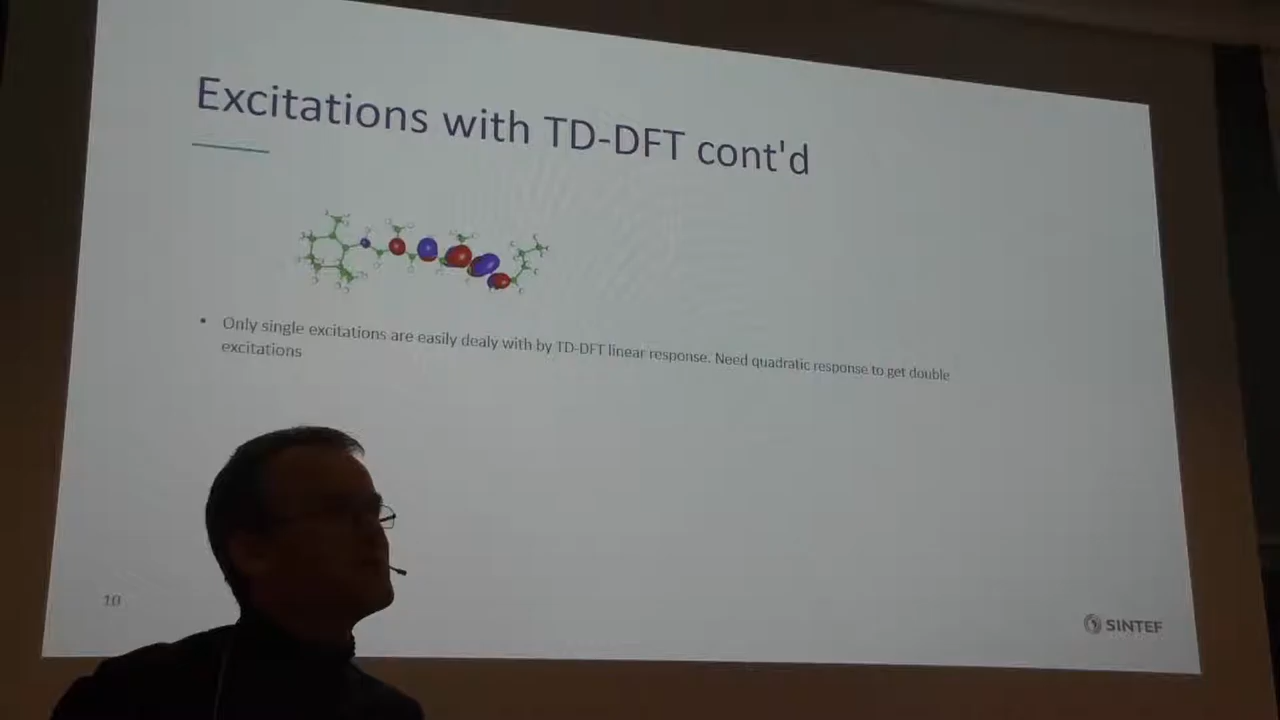 Excitations with TD-DFT cont'd
• Only single excitations are easily dealy with by TD-DFT linear response. Need quadratic response to get double
excitations
10
SINTEF